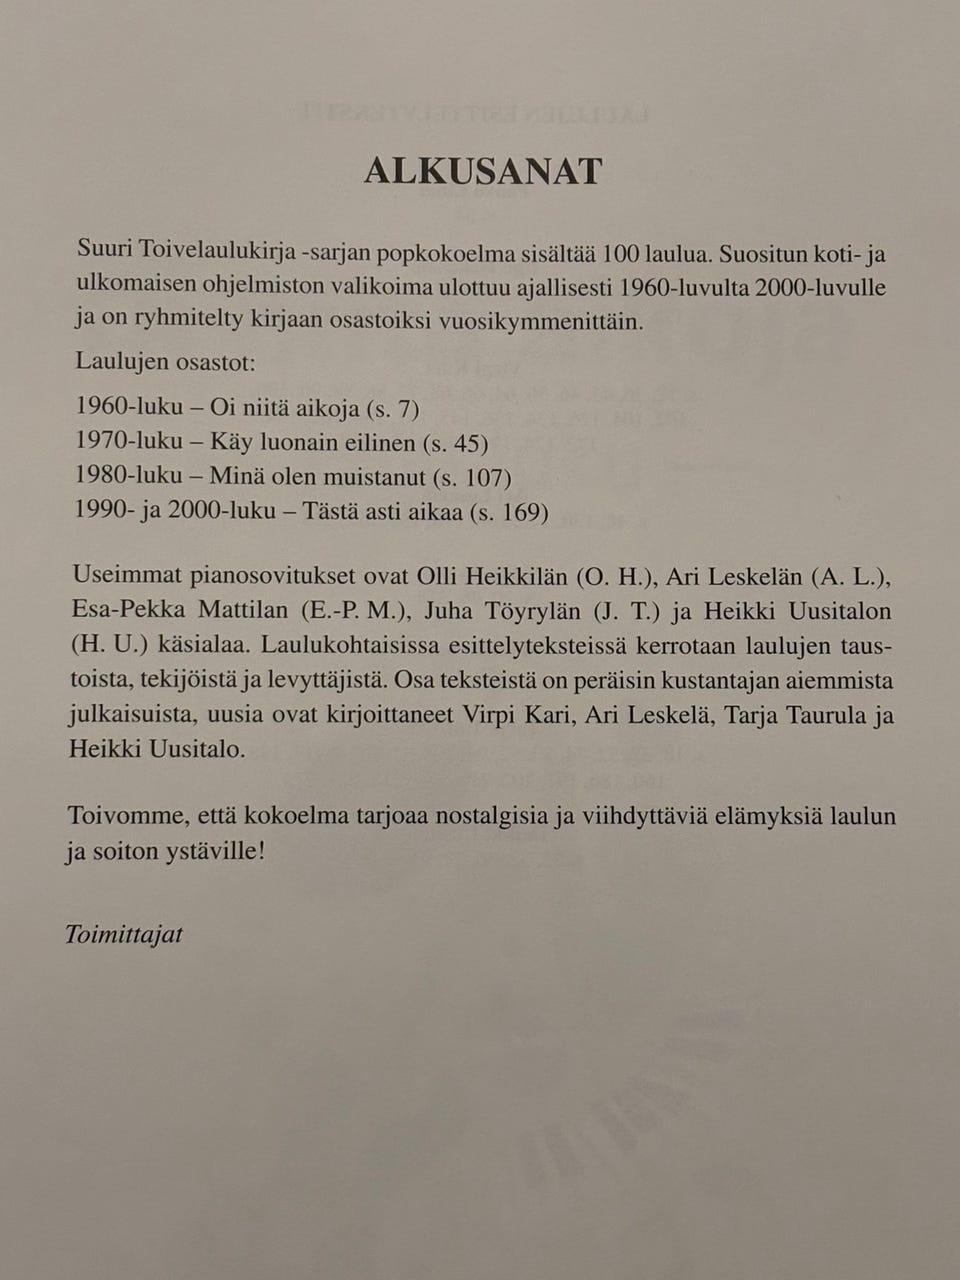 ALKUSANAT
Suuri Toivelaulukirja -sarjan popkokoelma sisältää 100 laulua. Suositun koti- ja
ulkomaisen ohjelmiston valikoima ulottuu ajallisesti 1960-luvulta 2000-luvulle
ja on ryhmitelty kirjaan osastoiksi vuosikymmenittäin.
Laulujen osastot:
1960-luku – Oi niitä aikoja (s. 7)
1970-luku – Käy luonain eilinen (s. 45)
1980-luku – Minä olen muistanut (s. 107)
1990- ja 2000-luku – Tästä asti aikaa (s. 169)
Useimmat pianosovitukset ovat Olli Heikkilän (O. H.), Ari Leskelän (A. L.),
Esa-Pekka Mattilan (E.-P. M.), Juha Töyrylän (J. T.) ja Heikki Uusitalon
(H. U.) käsialaa. Laulukohtaisissa esittelyteksteissä kerrotaan laulujen taus-
toista, tekijöistä ja levyttäjistä. Osa teksteistä on peräisin kustantajan aiemmista
julkaisuista, uusia ovat kirjoittaneet Virpi Kari, Ari Leskelä, Tarja Taurula ja
Heikki Uusitalo.
Toivomme, että kokoelma tarjoaa nostalgisia ja viihdyttäviä elämyksiä laulun
ja soiton ystäville!
Toimittajat